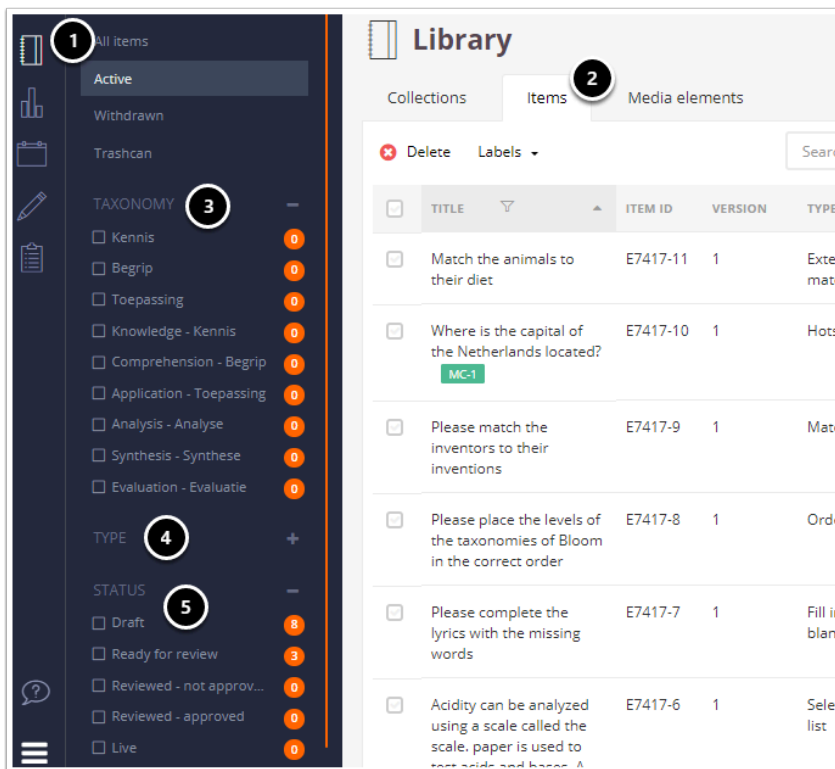 1
All items
Active
Withdrawn
Trashcan
TAXONOMY 3
Kennis 0
Begrip 0
Toepassing 0
Knowledge - Kennis 0
Comprehension - Begrip 0
Application - Toepassing 0
Analysis - Analyse 0
Synthesis - Synthese 0
Evaluation - Evaluatie 0
TYPE 4
STATUS
5
Draft 8
Ready for review 3
Reviewed - not approv... 0
Reviewed - approved 0
Live 0
Library
2
Collections Items Media elements
Delete Labels
TITLE ITEM ID VERSION
Match the animals to E7417-11 1
their diet
Where is the capital of E7417-10 1
the Netherlands located?
MC-1
Please match the E7417-9 1
inventors to their
inventions
Please place the levels of E7417-8 1
the taxonomies of Bloom
in the correct order
Please complete the E7417-7 1 Fill
lyrics with the missing
words
Acidity can be analyzed E7417-6 1
using a scale called the list
scale. paper is used to
test acids and bases. A